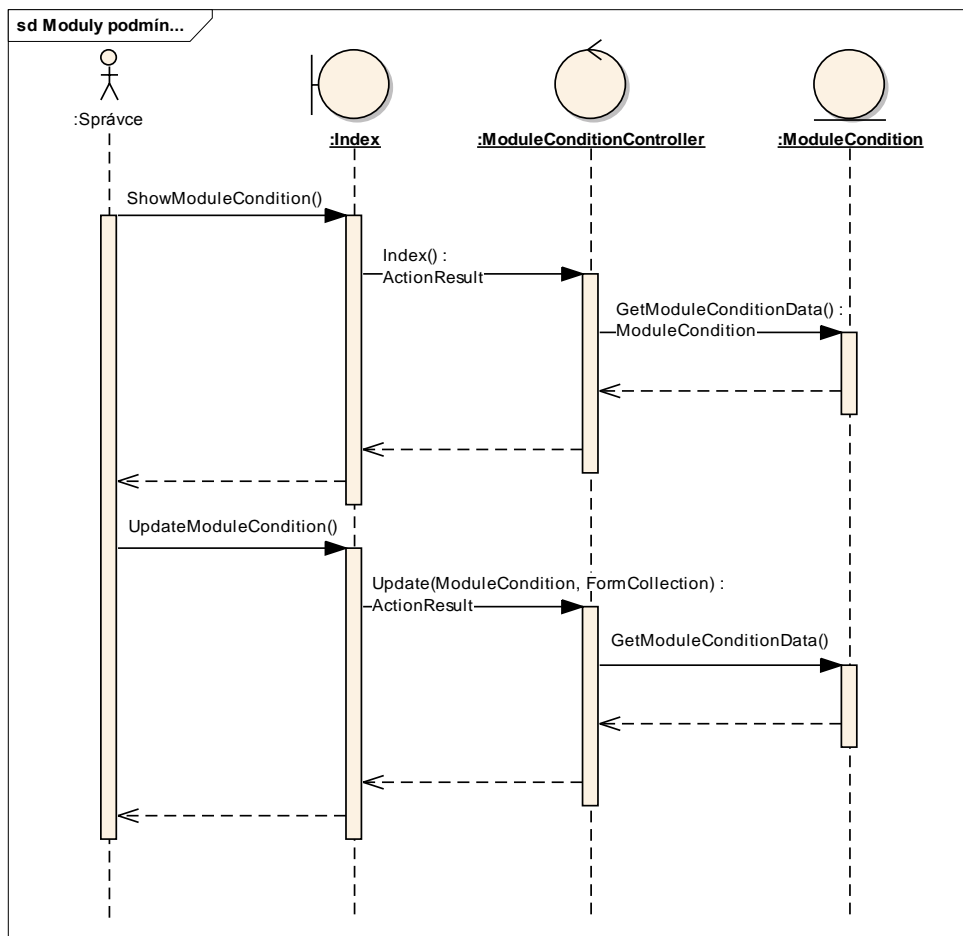 sd Moduly podmín...
:Správce
:Index
:ModuleConditionController
:ModuleCondition
ShowModuleCondition()
Index() :
ActionResult
GetModuleConditionData() :
ModuleCondition
UpdateModuleCondition()
Update(ModuleCondition, FormCollection) :
ActionResult
GetModuleConditionData()